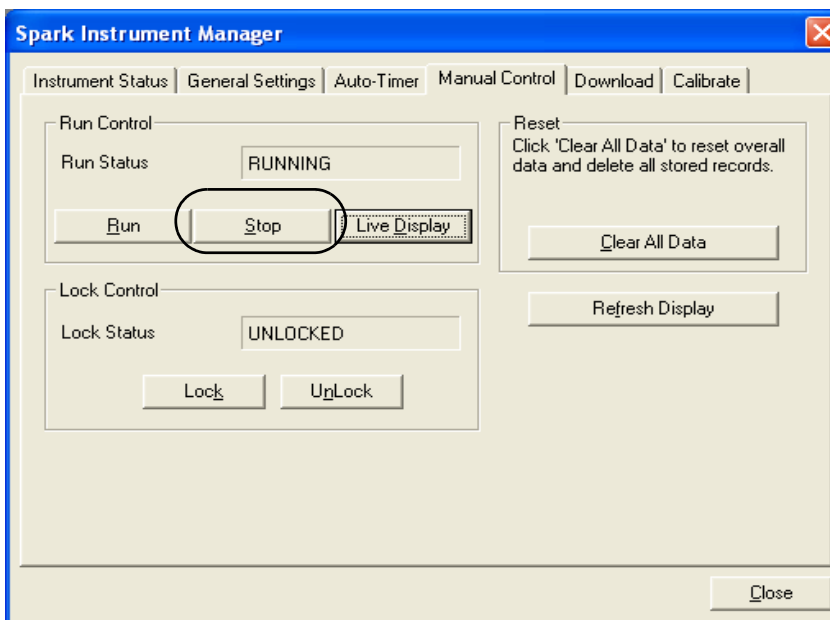 Spark Instrument Manager
Instrument Status General Settings Auto-Timer Manual Control Download Calibrate
Run Control
Run Status RUNNING
Run Stop Live Display
Lock Control
Lock Status UNLOCKED
Lock UnLock
Reset
Click 'Clear All Data' to reset overall
data and delete all stored records.
Clear All Data
Refresh Display
Close